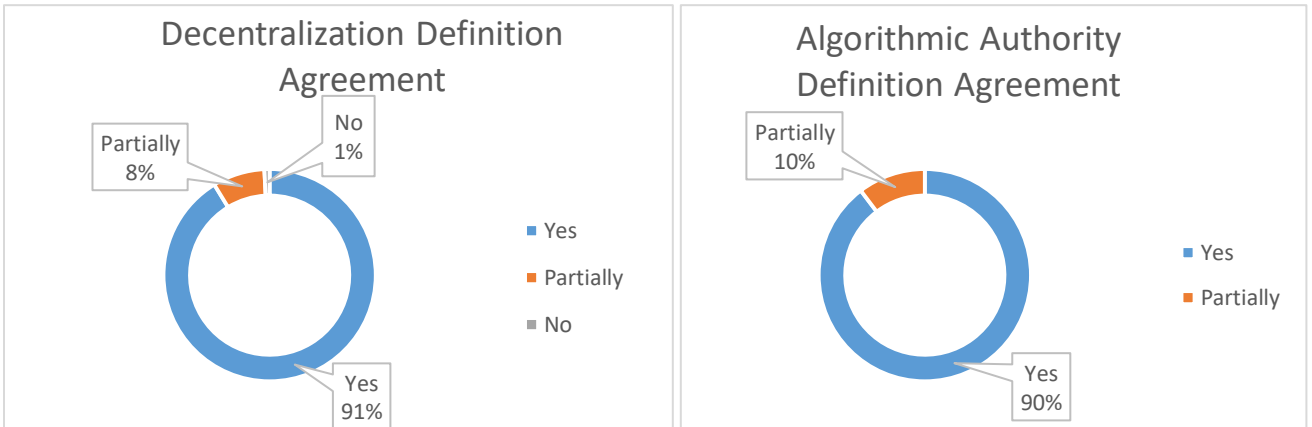 Decentralization Definition
Agreement
No
1%
Partially
8%
Yes
Partially
No
Yes
91%
Algorithmic Authority
Definition Agreement
Partially
10%
Yes
Partially
Yes
90%